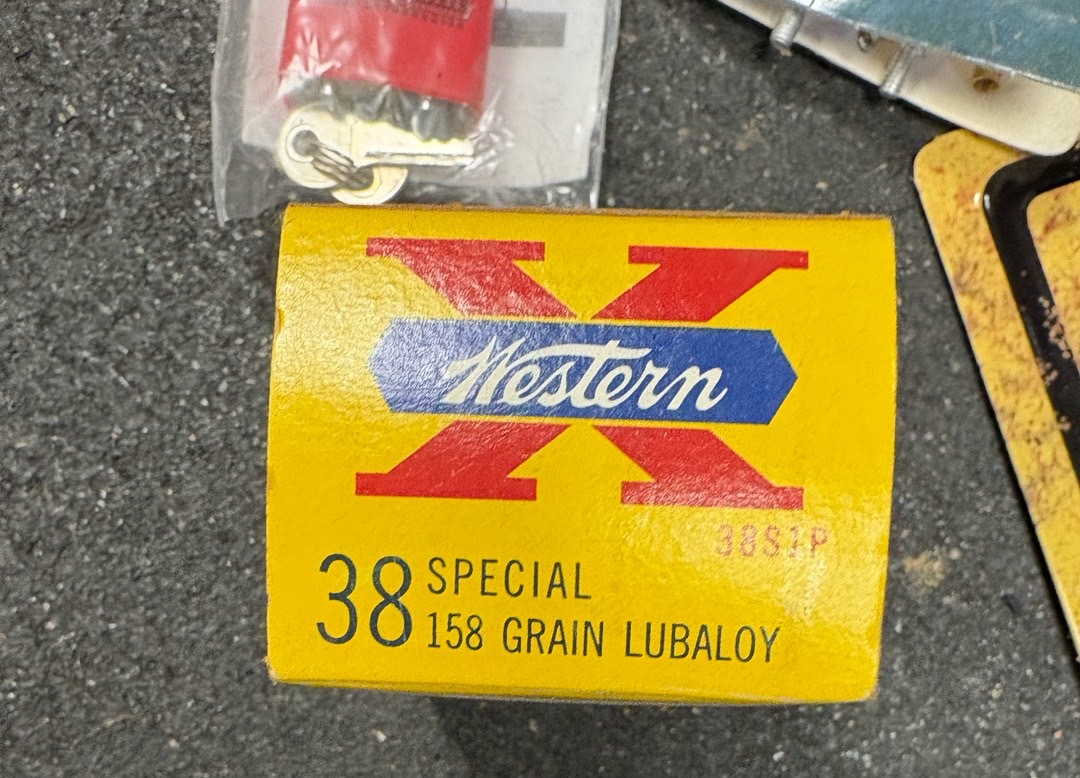 X
Western
38S1P
38 SPECIAL
158 GRAIN LUBALOY